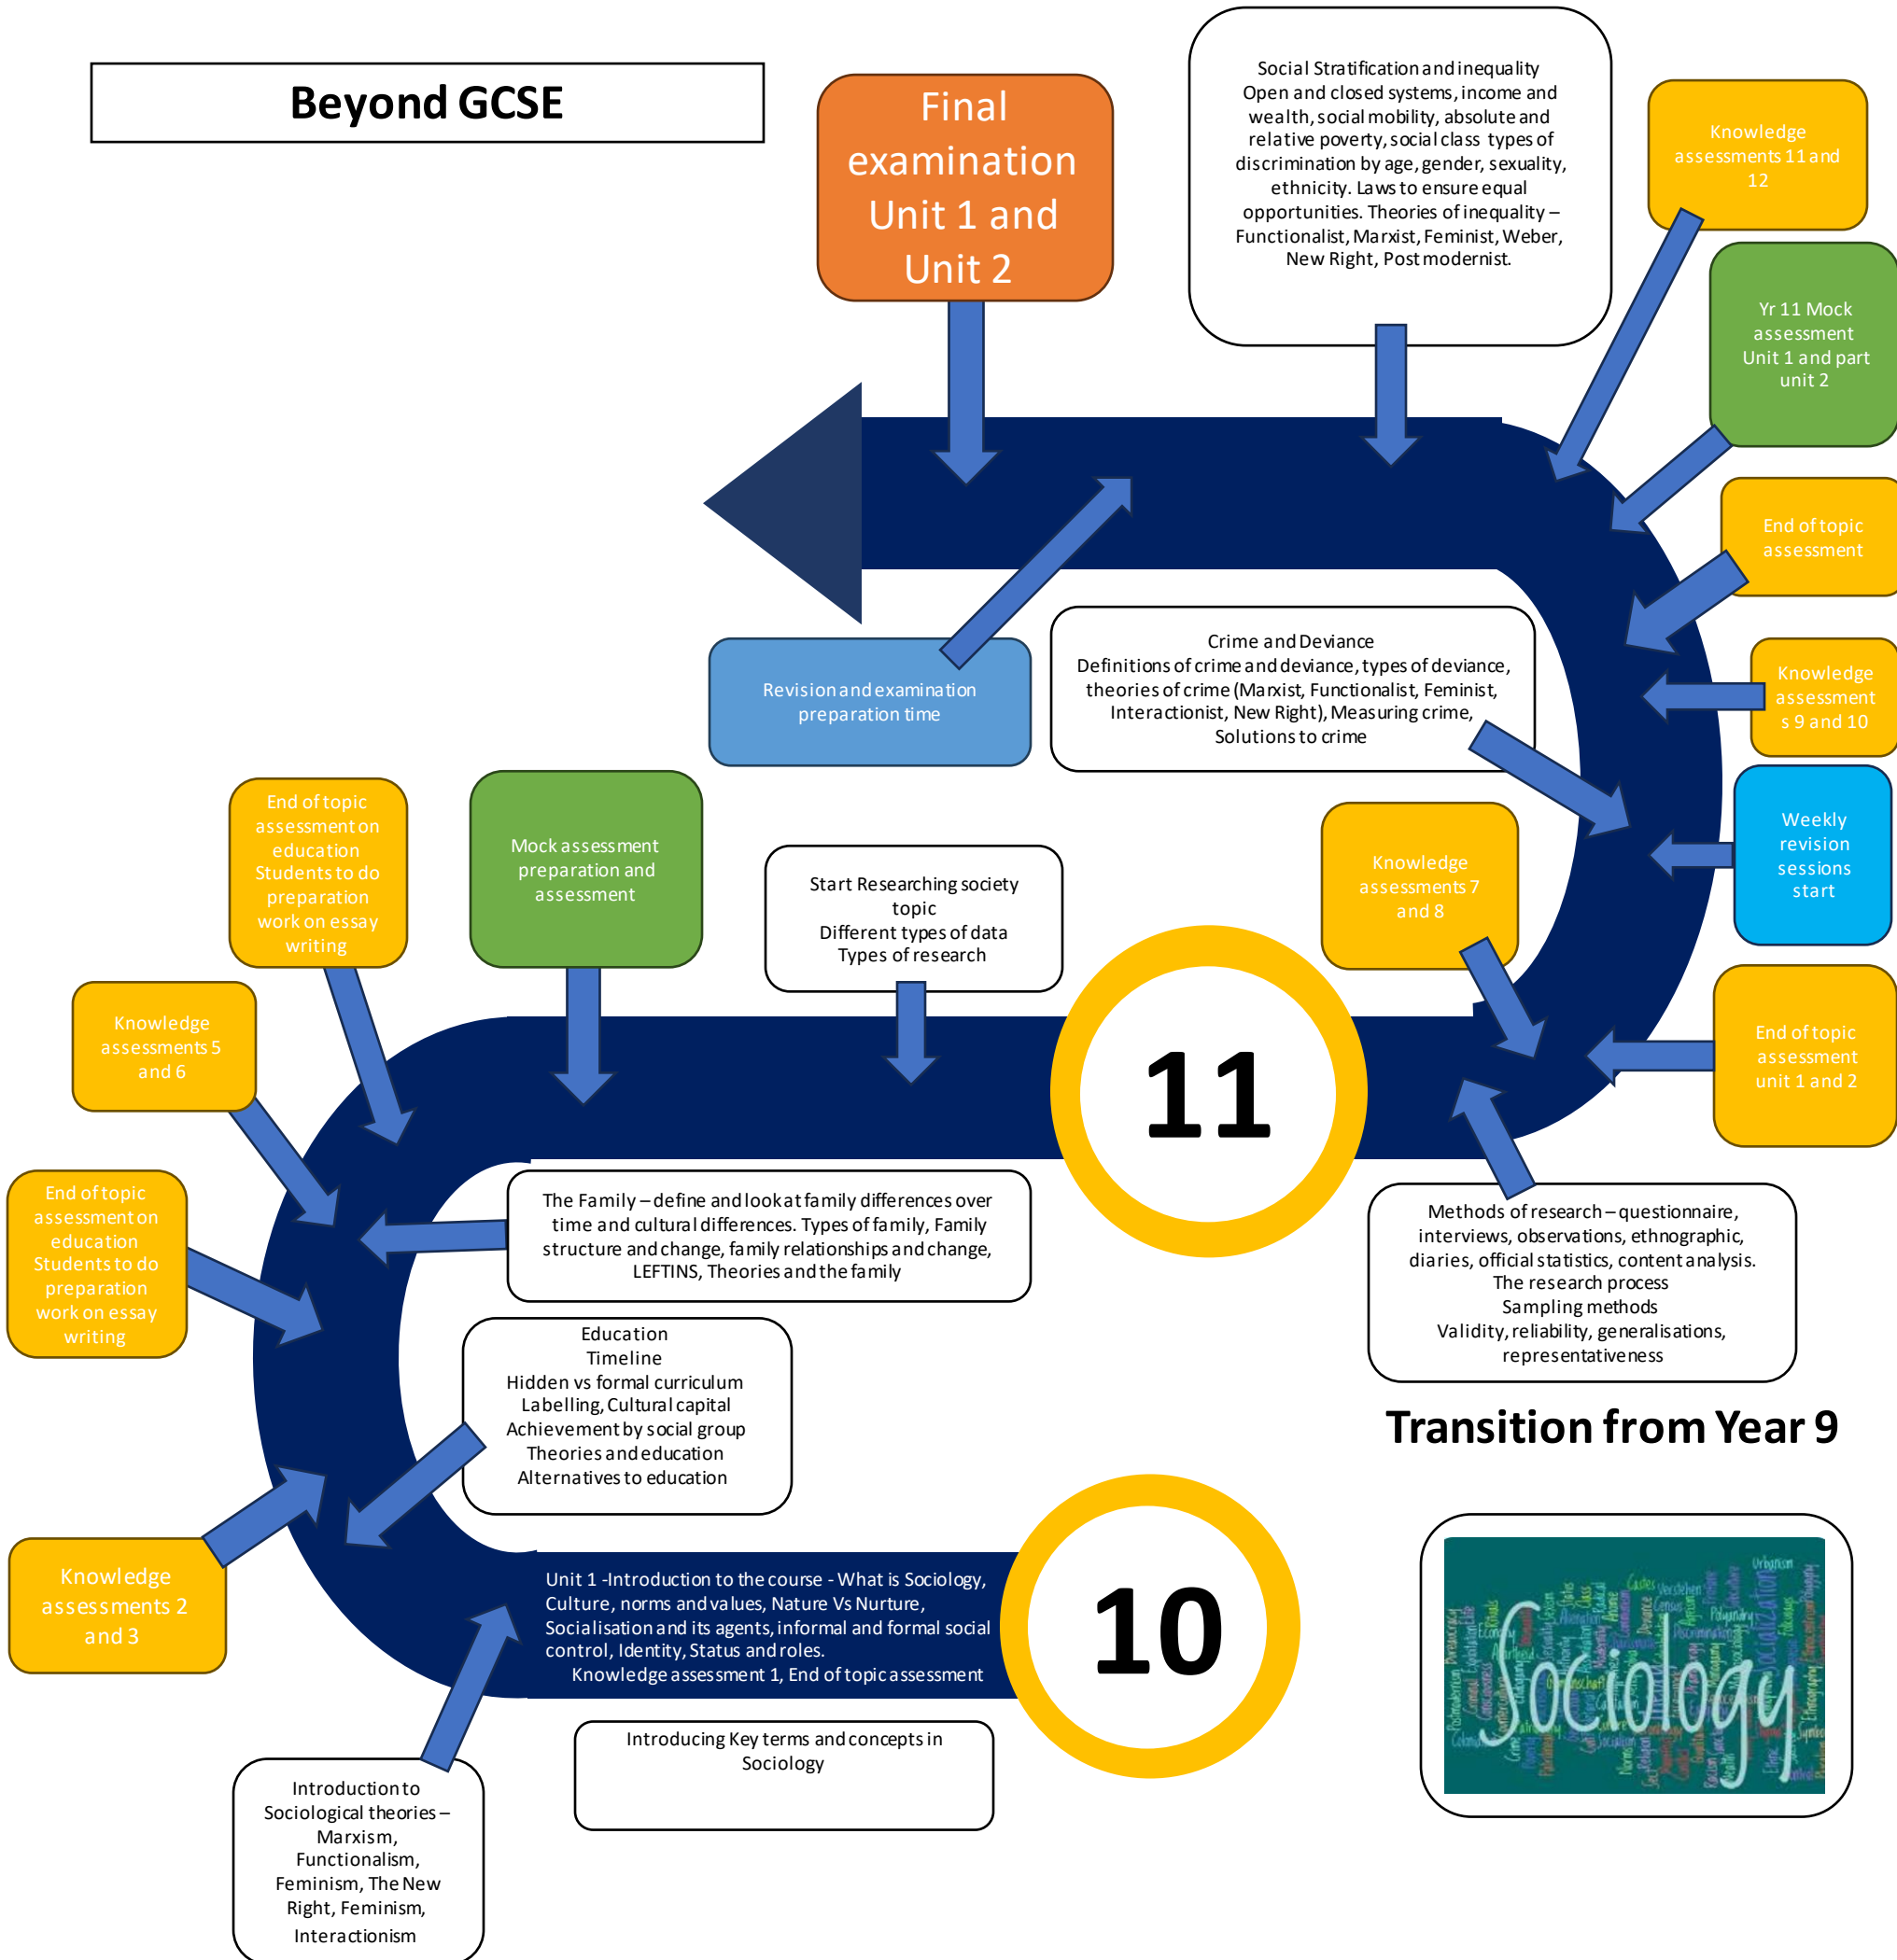 Beyond GCSE
Final
examination
Unit 1 and
Unit 2
Social Stratification and inequality
Open and closed systems, income and
wealth, social mobility, absolute and
relative poverty, social class types of
discrimination by age, gender, sexuality,
ethnicity. Laws to ensure equal
opportunities. Theories of inequality –
Functionalist, Marxist, Feminist, Weber,
New Right, Post modernist.
Knowledge
assessments 11 and
12
Yr 11 Mock
assessment
Unit 1 and part
unit 2
End of topic
assessment
Revision and examination
preparation time
Crime and Deviance
Definitions of crime and deviance, types of deviance,
theories of crime (Marxist, Functionalist, Feminist,
Interactionist, New Right), Measuring crime,
Solutions to crime
Knowledge
assessment
s 9 and 10
Weekly
revision
sessions
start
End of topic
assessment on
education
Students to do
preparation
work on essay
writing
Mock assessment
preparation and
assessment
Start Researching society
topic
Different types of data
Types of research
Knowledge
assessments 7
and 8
Knowledge
assessments 5
and 6
11
End of topic
assessment
unit 1 and 2
End of topic
assessment on
education
Students to do
preparation
work on essay
writing
The Family – define and look at family differences over
time and cultural differences. Types of family, Family
structure and change, family relationships and change,
LEFTINS, Theories and the family
Methods of research – questionnaire,
interviews, observations, ethnographic,
diaries, official statistics, content analysis.
The research process
Sampling methods
Validity, reliability, generalisations,
representativeness
Education
Timeline
Hidden vs formal curriculum
Labelling, Cultural capital
Achievement by social group
Theories and education
Alternatives to education
Transition from Year 9
Knowledge
assessments 2
and 3
Unit 1 -Introduction to the course - What is Sociology,
Culture, norms and values, Nature Vs Nurture,
Socialisation and its agents, informal and formal social
control, Identity, Status and roles.
Knowledge assessment 1, End of topic assessment
10
Introducing Key terms and concepts in
Sociology
Introduction to
Sociological theories –
Marxism,
Functionalism,
Feminism, The New
Right, Feminism,
Interactionism
Sociology
Urbanism
Castes
Verstehen
Census
Polyandry
Socialization
Economy